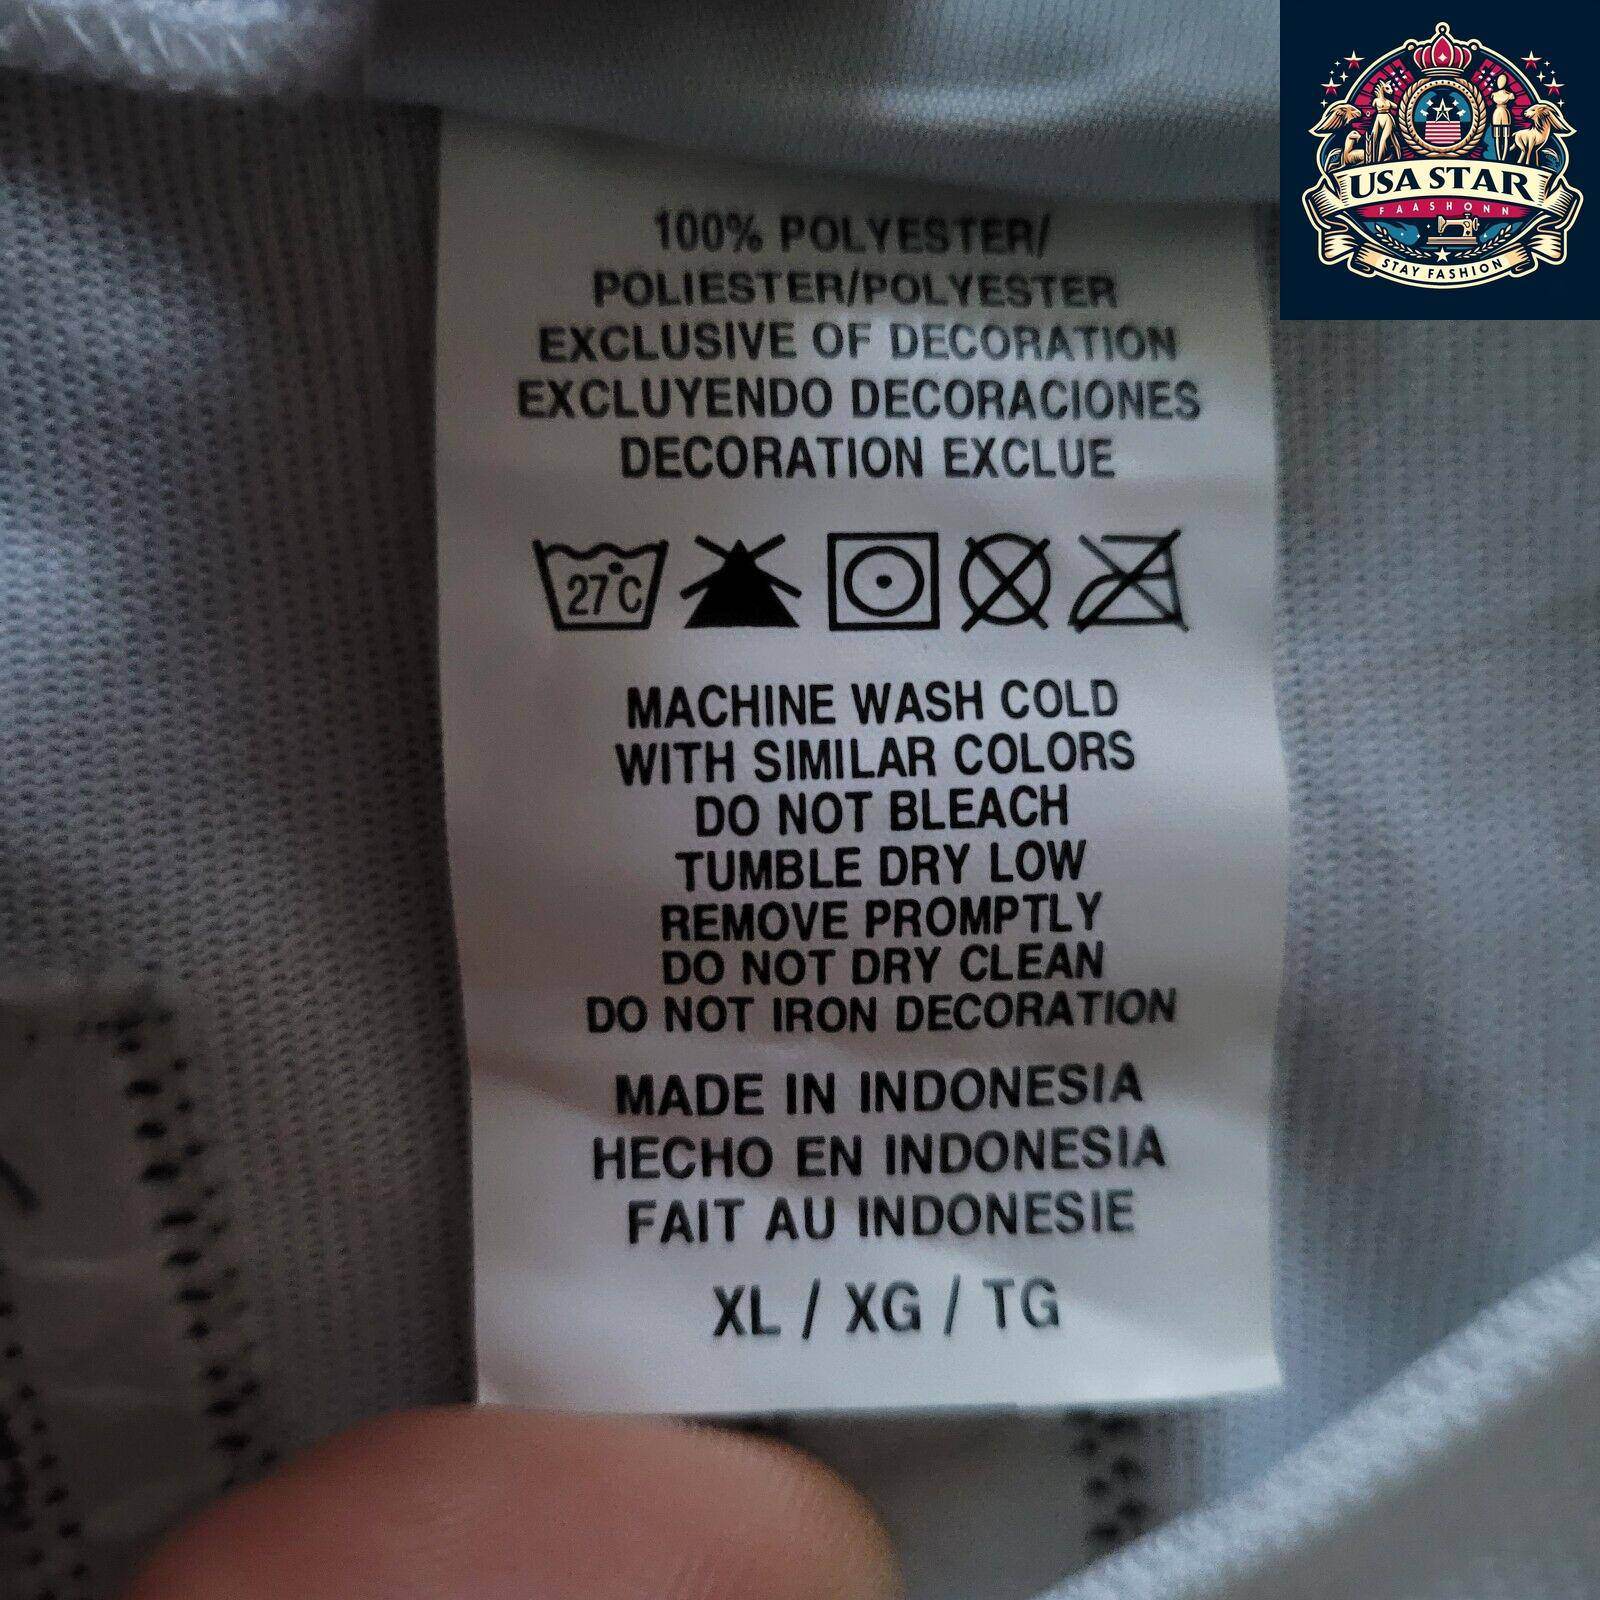 USA STAR
FAASHONN
STAY FASHION
100% POLYESTER/
POLIESTER/POLYESTER
EXCLUSIVE OF DECORATION
EXCLUYENDO DECORACIONES
DECORATION EXCLUE
27°C
MACHINE WASH COLD
WITH SIMILAR COLORS
DO NOT BLEACH
TUMBLE DRY LOW
REMOVE PROMPTLY
DO NOT DRY CLEAN
DO NOT IRON DECORATION
MADE IN INDONESIA
HECHO EN INDONESIA
FAIT AU INDONESIE
XL / XG / TG